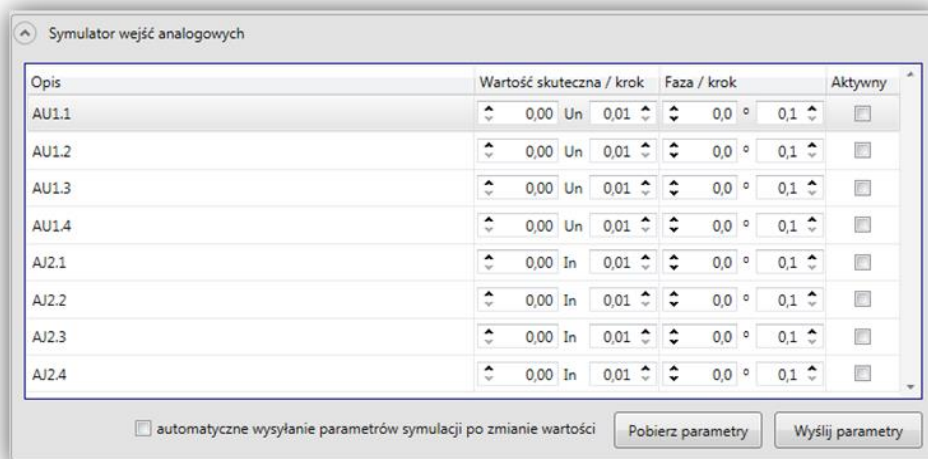 Symulator wejść analogowych
Opis Wartość skuteczna / krok Faza / krok Aktywny
AU1.1 0,00 Un 0,01 0,0 ° 0,1
AU1.2 0,00 Un 0,01 0,0 ° 0,1
AU1.3 0,00 Un 0,01 0,0 ° 0,1
AU1.4 0,00 Un 0,01 0,0 ° 0,1
AJ2.1 0,00 In 0,01 0,0 ° 0,1
AJ2.2 0,00 In 0,01 0,0 ° 0,1
AJ2.3 0,00 In 0,01 0,0 ° 0,1
AJ2.4 0,00 In 0,01 0,0 ° 0,1
automatyczne wysyłanie parametrów symulacji po zmianie wartości Pobierz parametry Wyślij parametry